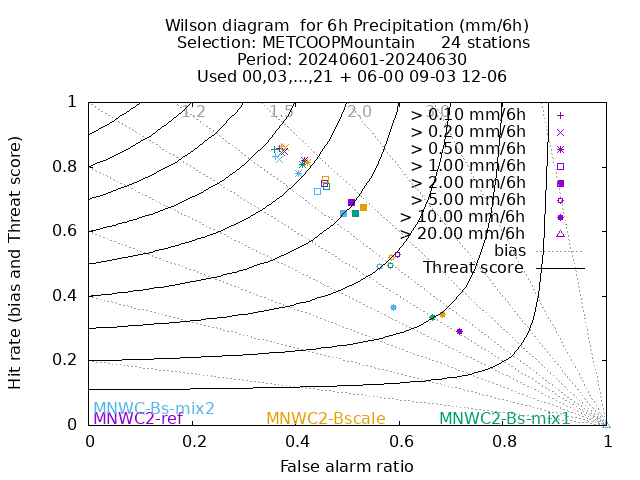 Wilson diagram for 6h Precipitation (mm/6h)
Selection: METCOOPMountain 24 stations
Period: 20240601-20240630
Used 00,03,...,21 + 06-00 09-03 12-06
1.2 1.5 2.0 3.0
> 0.10 mm/6h
> 0.20 mm/6h
> 0.50 mm/6h
> 1.00 mm/6h
> 2.00 mm/6h
> 5.00 mm/6h
> 10.00 mm/6h
> 20.00 mm/6h
bias
Threat score
Hit rate (bias and Threat score)
1
0.8
0.6
0.4
0.2
0
MNWC-Bs-mix2
MNWC2-ref MNWC2-Bscale MNWC2-Bs-mix1
0 0.2 0.4 0.6 0.8 1
False alarm ratio